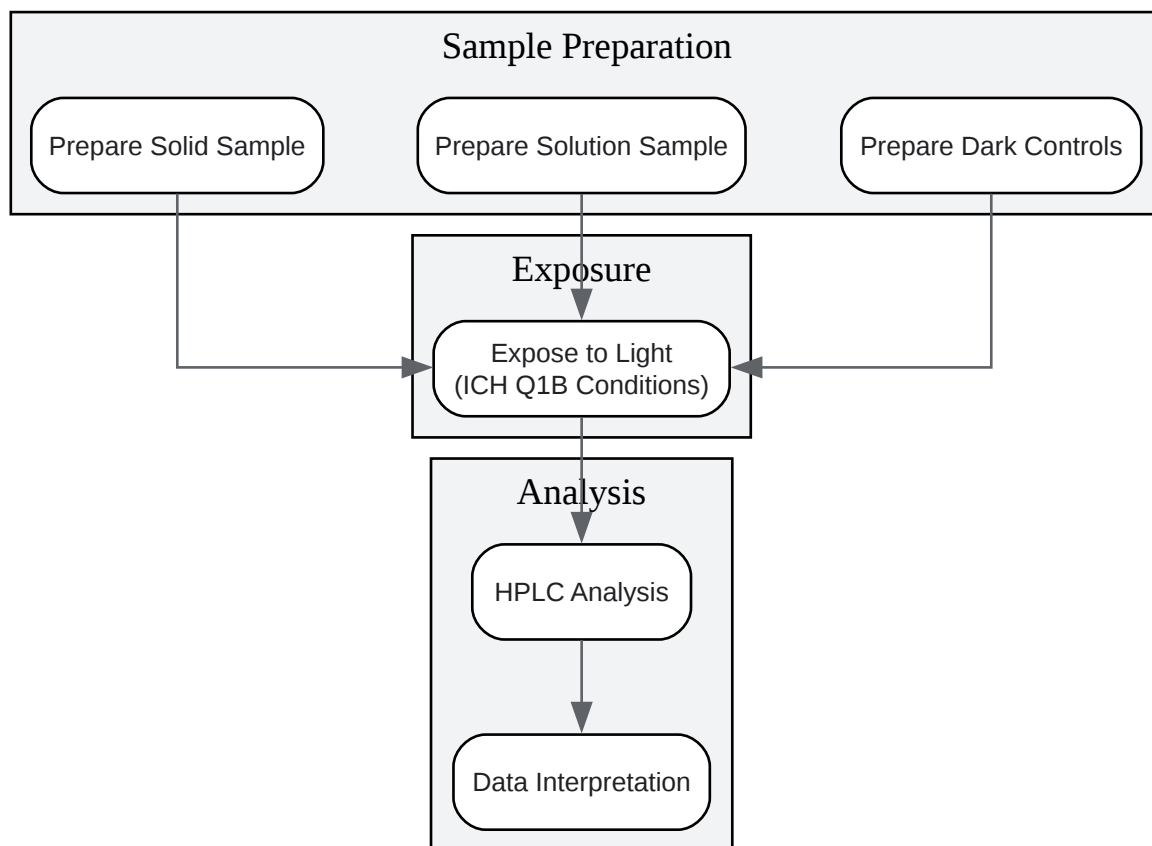 Sample Preparation
Prepare Solid Sample
Prepare Solution Sample
Prepare Dark Controls
Exposure
Expose to Light
(ICH Q1B Conditions)
Analysis
HPLC Analysis
Data Interpretation